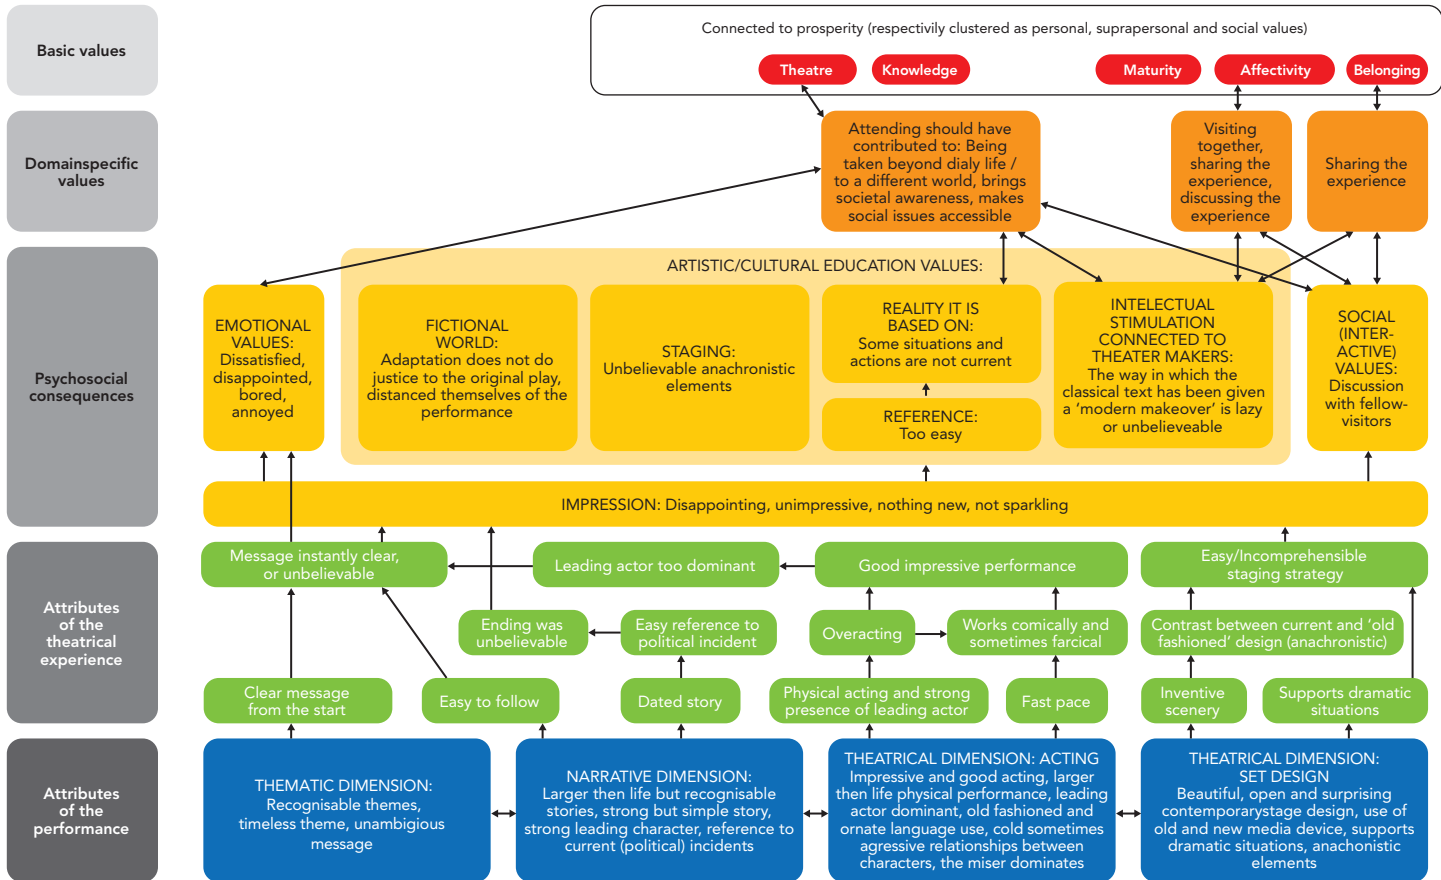 Connected to prosperity (respectivily clustered as personal, suprapersonal and social values)
Basic values
Theatre
Knowledge
Maturity
Affectivity
Belonging
Domainspecific
values
Attending should have
contributed to: Being
taken beyond dialy life /
to a different world, brings
societal awareness, makes
social issues accessible
Visiting
together,
sharing the
experience,
discussing the
experience
Sharing the
experience
Psychosocial
consequences
ARTISTIC/CULTURAL EDUCATION VALUES:
EMOTIONAL
VALUES:
Dissatisfied,
disappointed,
bored,
annoyed
FICTIONAL
WORLD:
Adaptation does not do
justice to the original play,
distanced themselves of the
performance
STAGING:
Unbelievable anachronistic
elements
REALITY IT IS
BASED ON:
Some situations and
actions are not current
REFERENCE:
Too easy
INTELECTUAL
STIMULATION
CONNECTED TO
THEATER MAKERS:
The way in which the
classical text has been given
a ‘modern makeover’ is lazy
or unbelieveable
SOCIAL
(INTER-
ACTIVE)
VALUES:
Discussion
with fellow-
visitors
IMPRESSION: Disappointing, unimpressive, nothing new, not sparkling
Attributes
of the
theatrical
experience
Message instantly clear,
or unbelievable
Leading actor too dominant
Good impressive performance
Easy/Incomprehensible
staging strategy
Ending was
unbelievable
Easy reference to
political incident
Overacting
Works comically and
sometimes farcical
Contrast between current and ‘old
fashioned’ design (anachronistic)
Clear message
from the start
Easy to follow
Dated story
Physical acting and strong
presence of leading actor
Fast pace
Inventive
scenery
Supports dramatic
situations
Attributes
of the
performance
THEMATIC DIMENSION:
Recognisable themes,
timeless theme, unambigious
message
NARRATIVE DIMENSION:
Larger then life but recognisable
stories, strong but simple story,
strong leading character, reference to
current (political) incidents
THEATRICAL DIMENSION: ACTING
Impressive and good acting, larger
then life physical performance, leading
actor dominant, old fashioned and
ornate language use, cold sometimes
agressive relationships between
characters, the miser dominates
THEATRICAL DIMENSION:
SET DESIGN
Beautiful, open and surprising
contemporarystage design, use of
old and new media device, supports
dramatic situations, anachonistic
elements